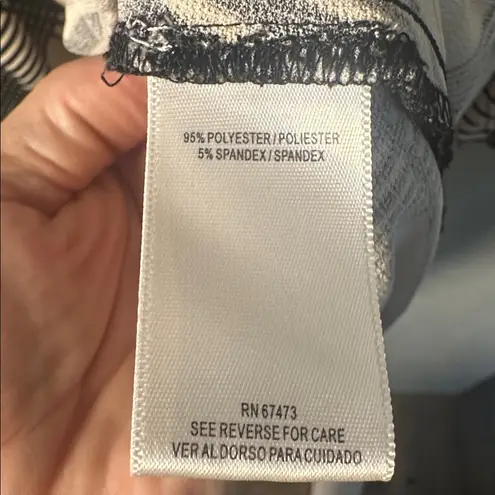 95% POLYESTER / POLIESTER
5% SPANDEX / SPANDEX
RN 67473
SEE REVERSE FOR CARE
VER AL DORSO PARA CUIDADO